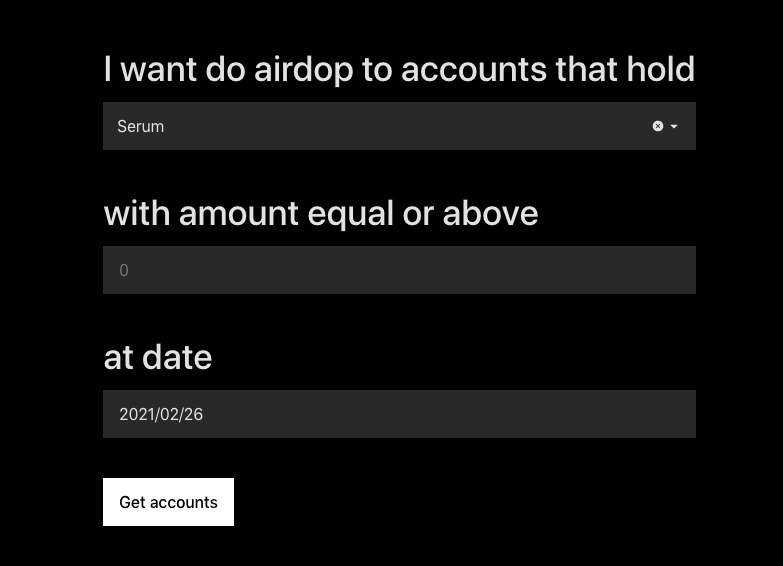 I want do airdop to accounts that hold
Serum
with amount equal or above
0
at date
2021/02/26
Get accounts